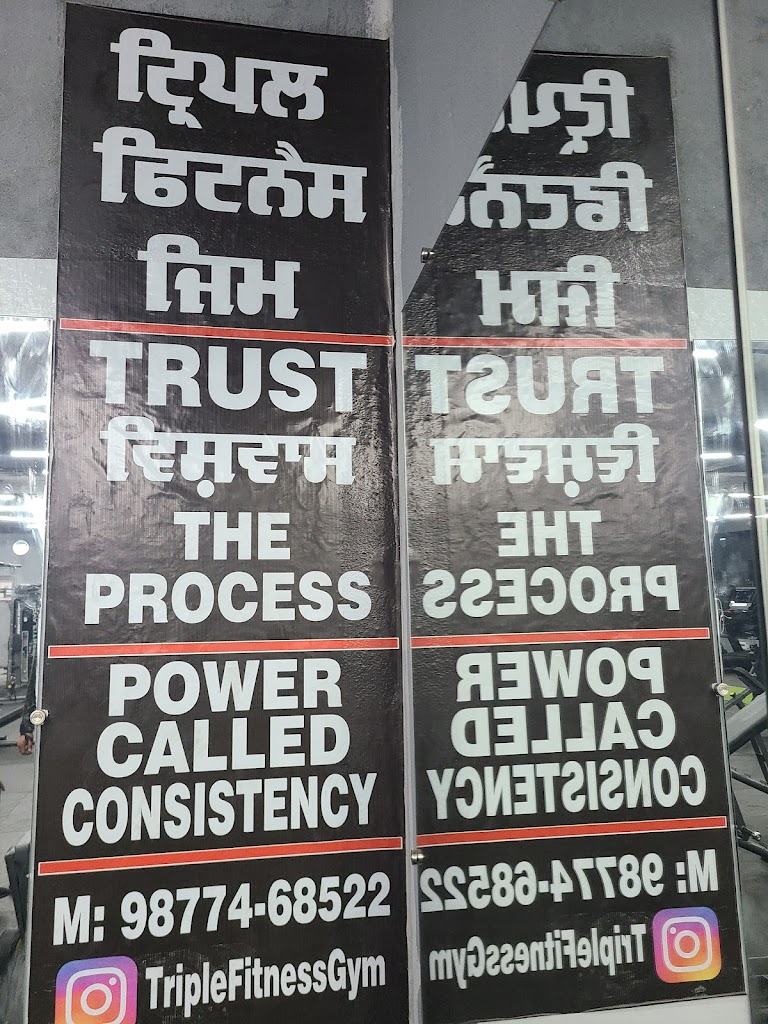 ਟ੍ਰਿਪਲ
ਫਿਟਨੈਸ
ਜਿਮ
TRUST
ਵਿਸ਼ਵਾਸ
THE
PROCESS
POWER
CALLED
CONSISTENCY
M: 98774-68522
TripleFitnessGym